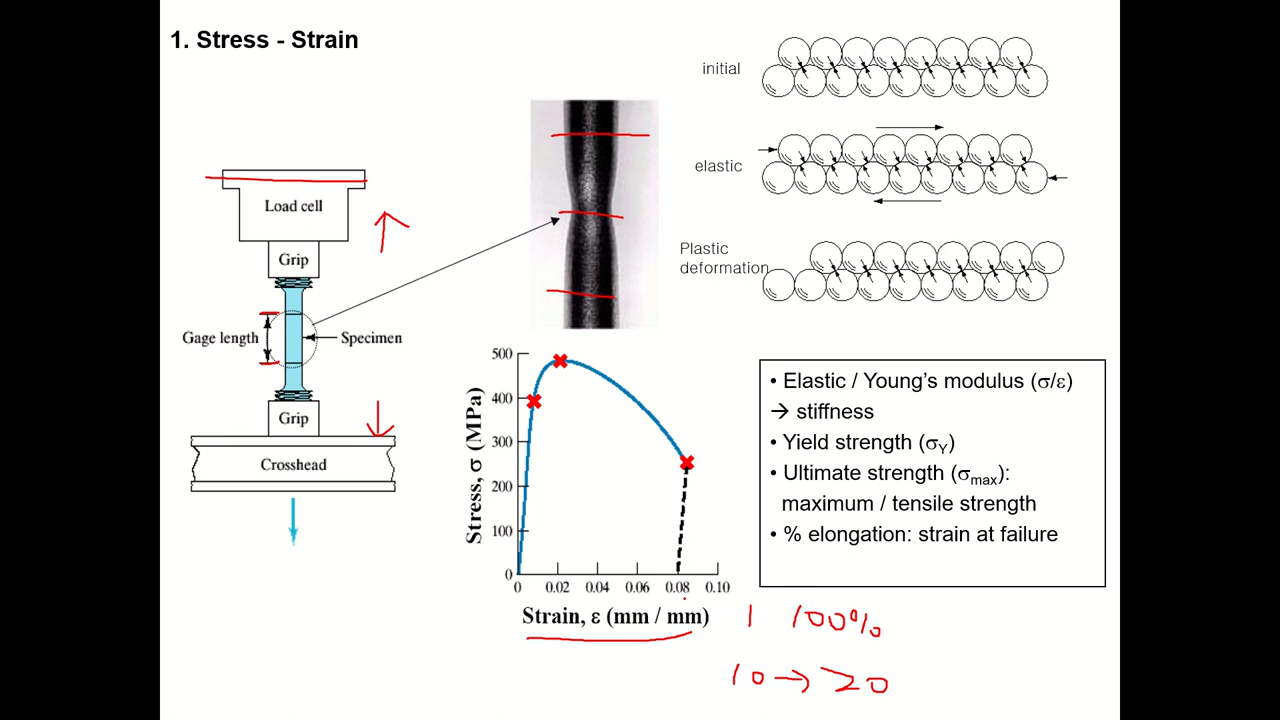 1. Stress - Strain
Load cell
Grip
Gage length
Specimen
Grip
Crosshead
initial
elastic
Plastic
deformation
Stress, σ (MPa)
500
400
300
200
100
0
0 0.02 0.04 0.06 0.08 0.10
Strain, ε (mm / mm)
• Elastic / Young's modulus (σ/ε)
→ stiffness
• Yield strength (σY)
• Ultimate strength (σmax):
maximum / tensile strength
• % elongation: strain at failure
1 100%
10 → 20